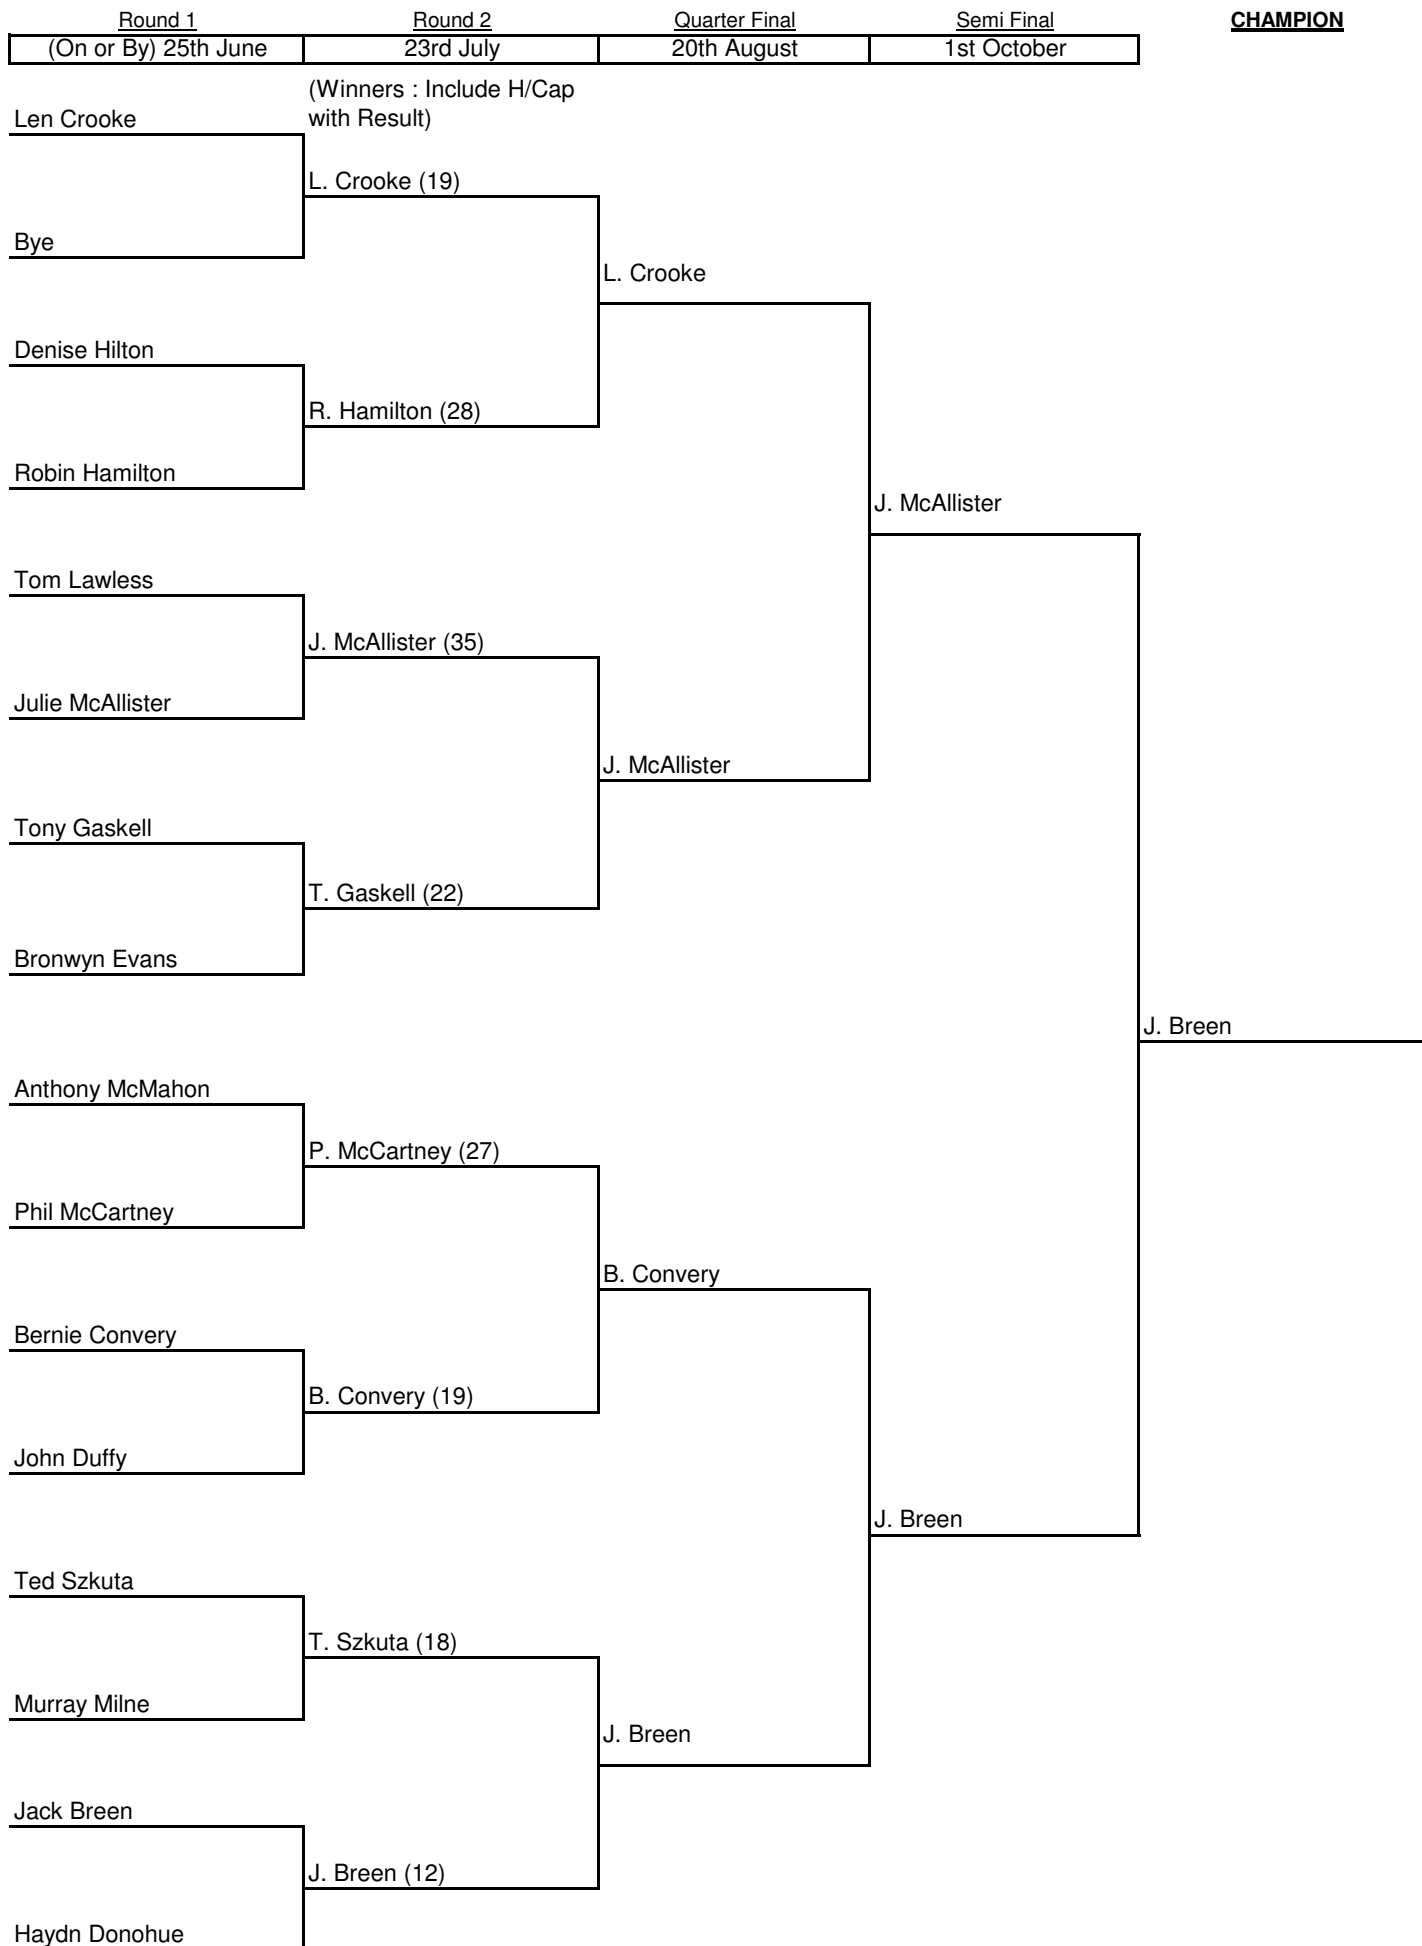 Round 1 Round 2 Quarter Final Semi Final CHAMPION
(On or By) 25th June 23rd July 20th August 1st October
(Winners : Include H/Cap
with Result)
Len Crooke
L. Crooke (19)
Bye
L. Crooke
Denise Hilton
R. Hamilton (28)
Robin Hamilton
J. McAllister
Tom Lawless
J. McAllister (35)
Julie McAllister
J. McAllister
Tony Gaskell
T. Gaskell (22)
Bronwyn Evans
J. Breen
Anthony McMahon
P. McCartney (27)
Phil McCartney
B. Convery
Bernie Convery
B. Convery (19)
John Duffy
J. Breen
Ted Szkuta
T. Szkuta (18)
Murray Milne
J. Breen
Jack Breen
J. Breen (12)
Haydn Donohue